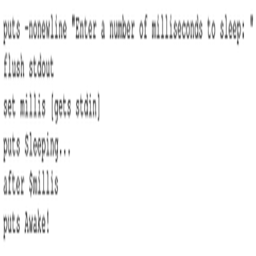 puts -nonewline "Enter a number of milliseconds to sleep: "
flush stdout
set millis [gets stdin]
puts Sleeping...
after $millis
puts Awake!